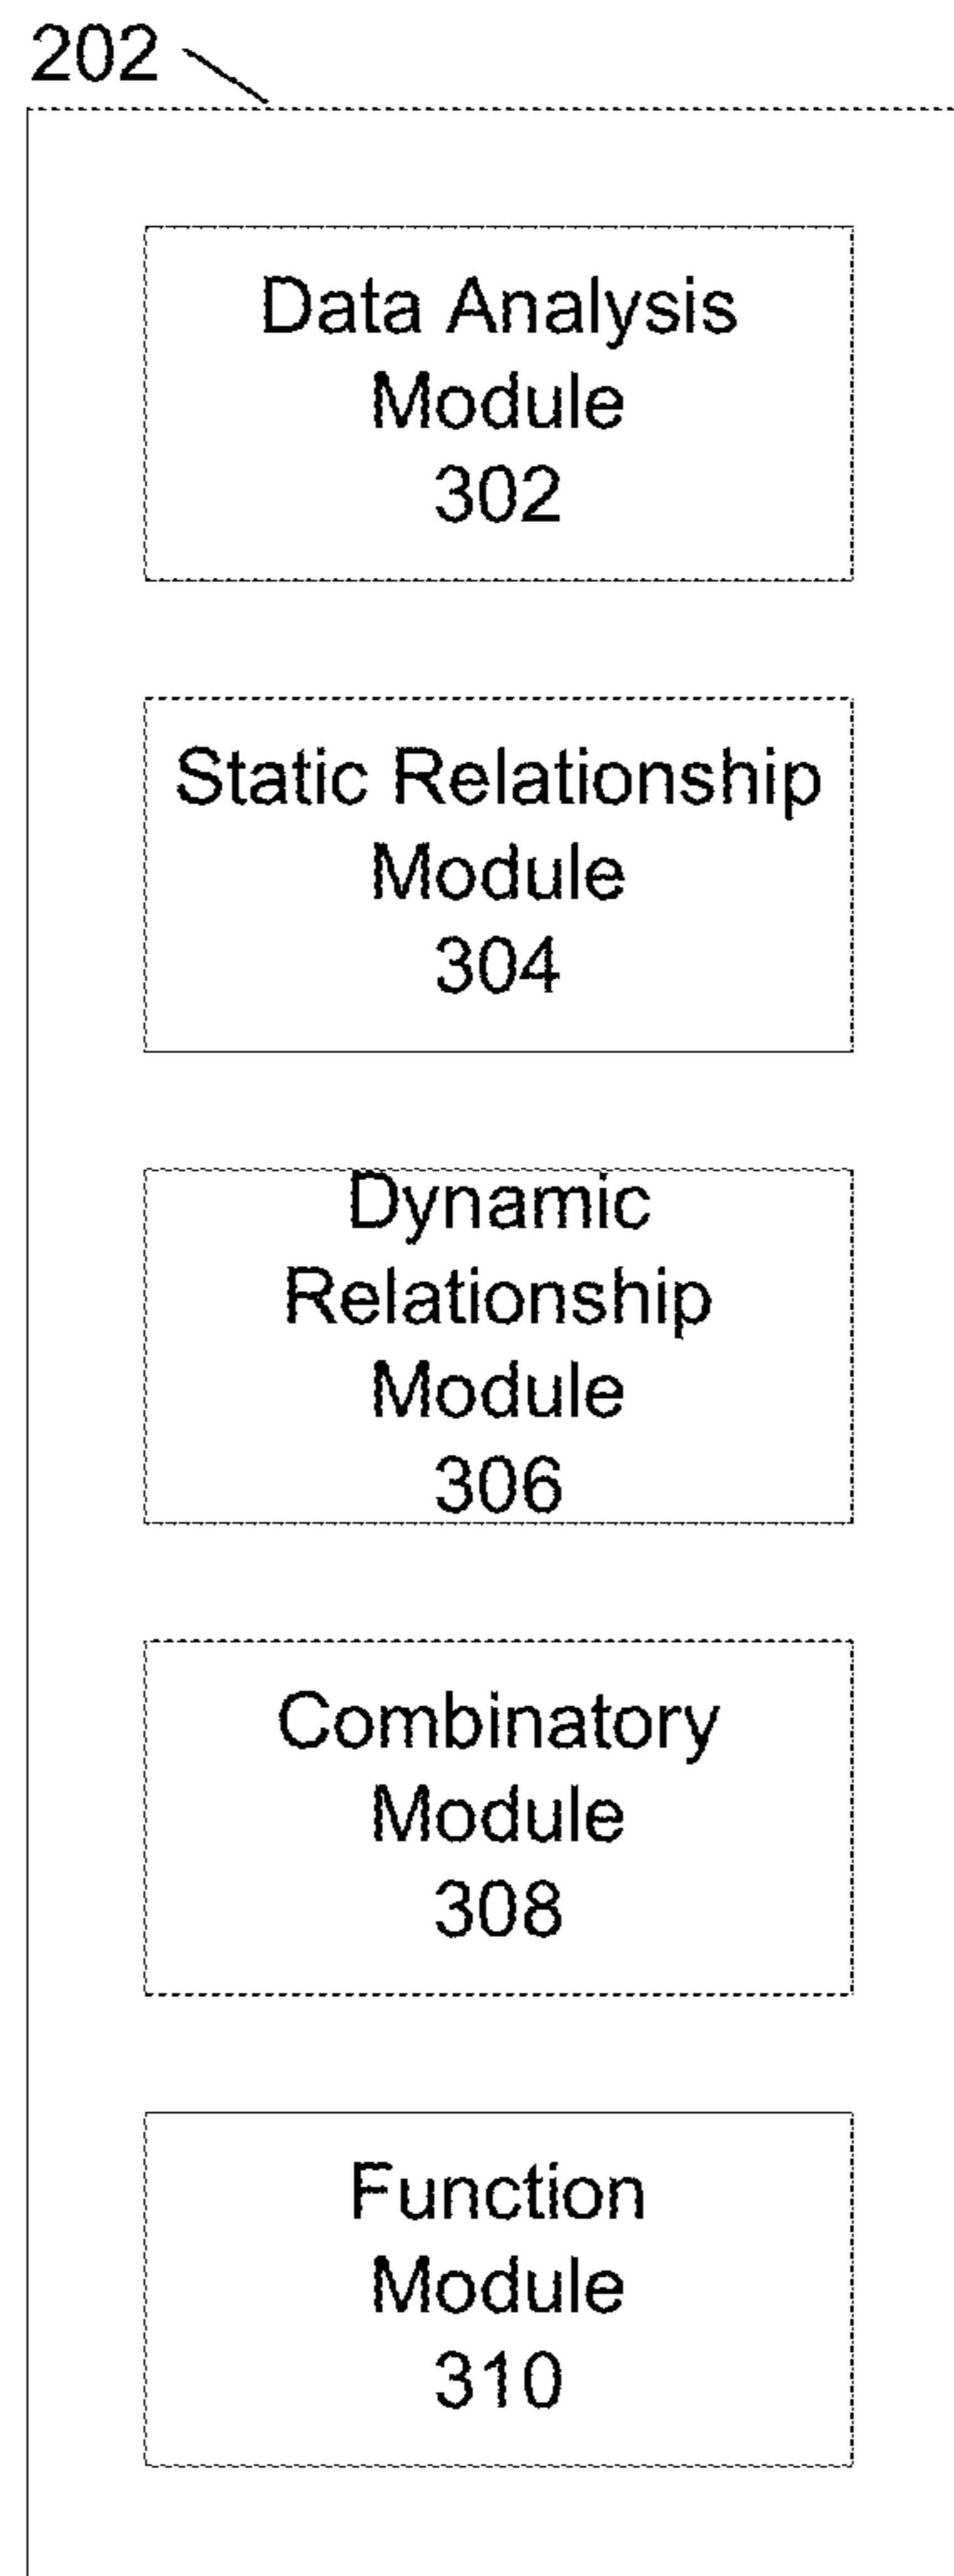 202
Data Analysis
Module
302
Static Relationship
Module
304
Dynamic
Relationship
Module
306
Combinatory
Module
308
Function
Module
310